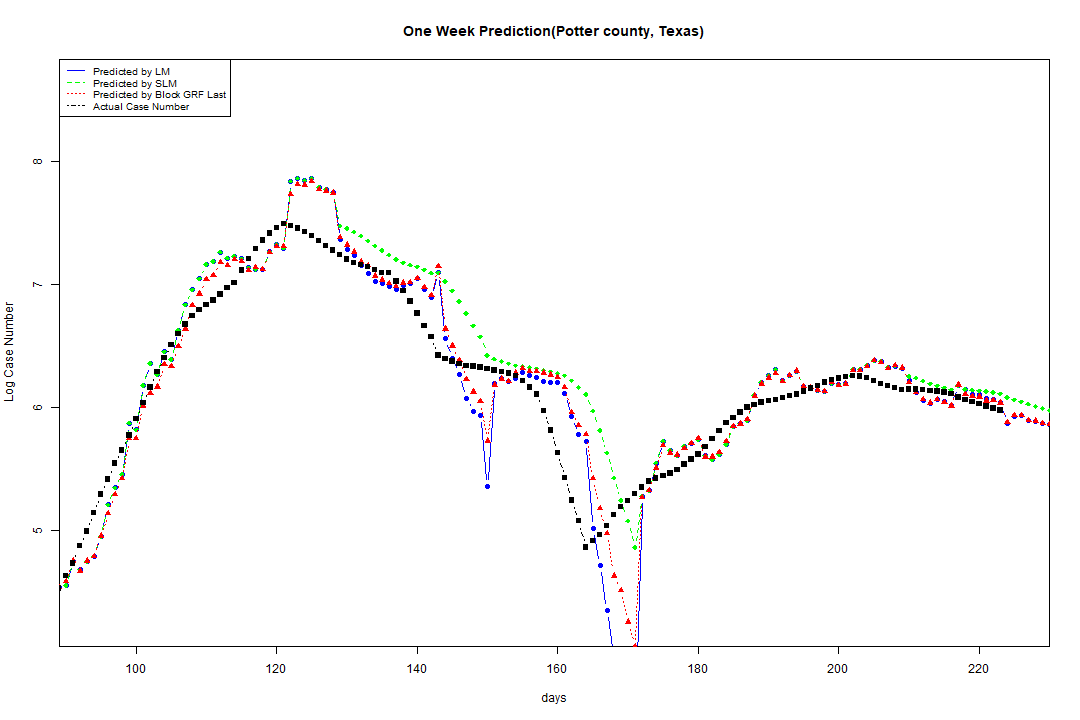 One Week Prediction(Potter county, Texas)
Predicted by LM
Predicted by SLM
Predicted by Block GRF Last
Actual Case Number
Log Case Number
8
7
6
5
100 120 140 160 180 200 220
days